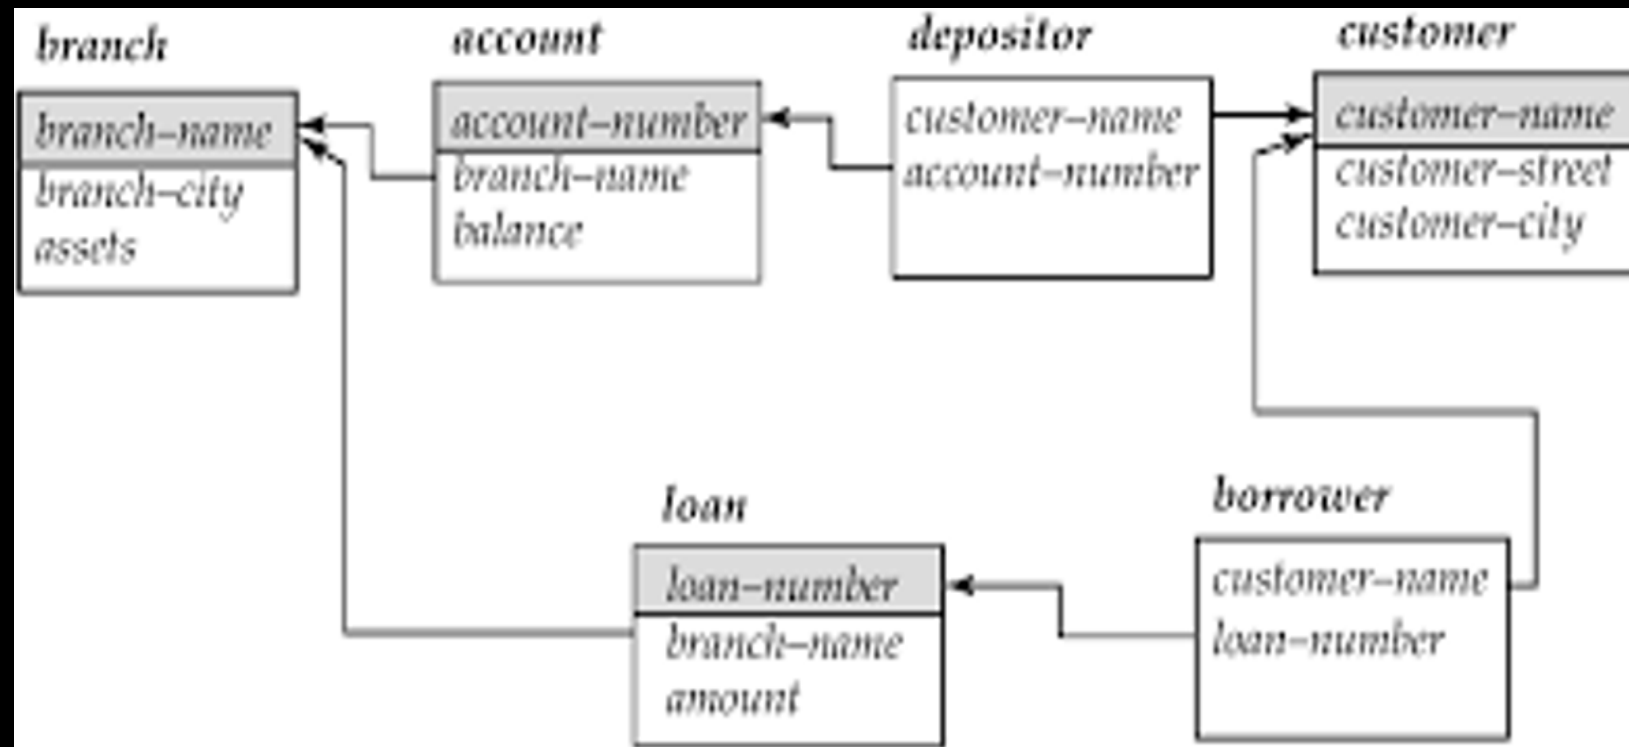 branch
branch–name
branch–city
assets
account
account–number
branch–name
balance
depositor
customer–name
account–number
customer
customer–name
customer–street
customer–city
loan
loan–number
branch–name
amount
borrower
customer–name
loan–number